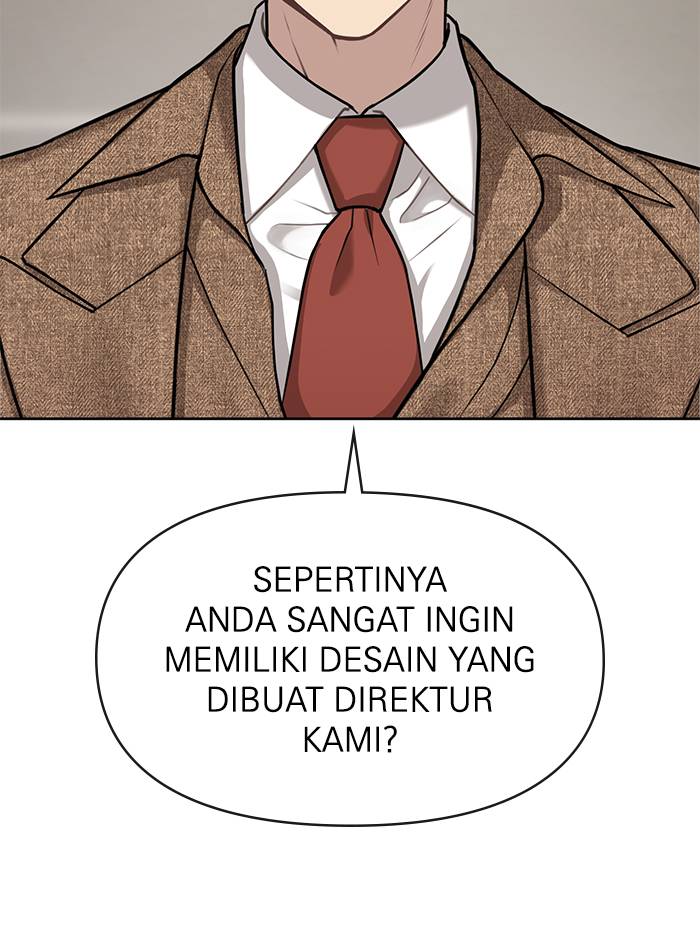 SEPERTINYA
ANDA SANGAT INGIN
MEMILIKI DESAIN YANG
DIBUAT DIREKTUR
KAMI?